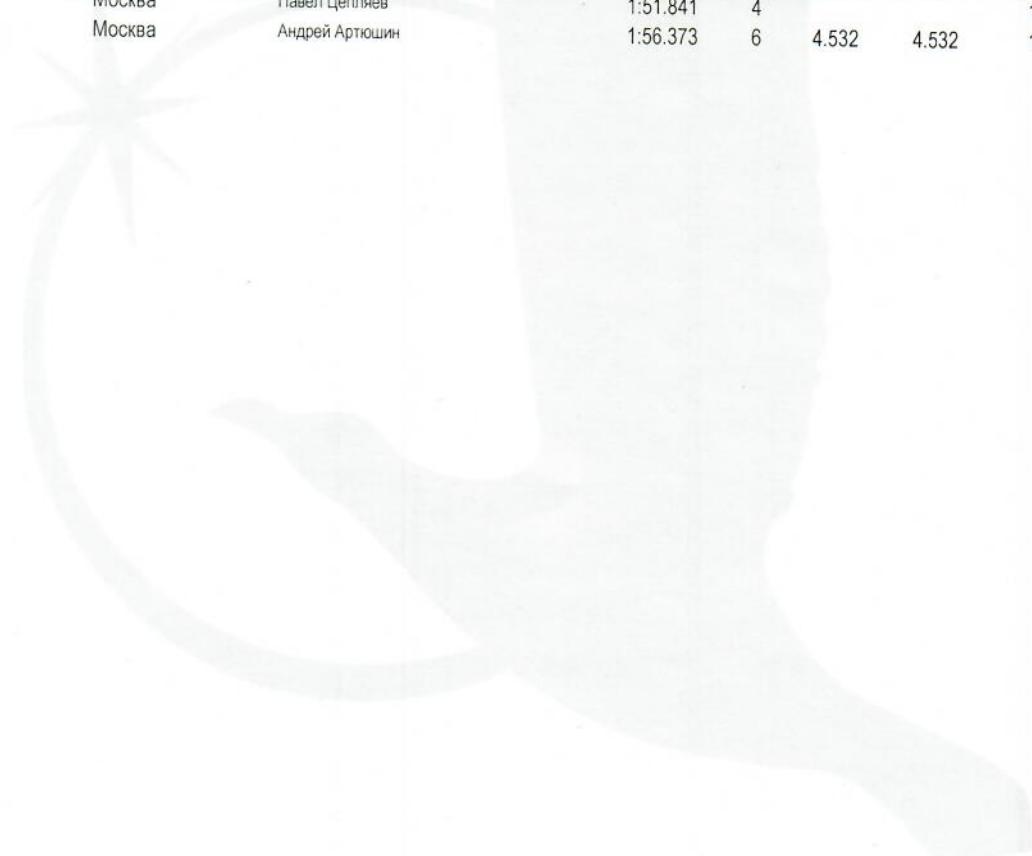 Москва Павел Цепляев 1:51.841 4
Москва Андрей Артюшин 1:56.373 6 4.532 4.532